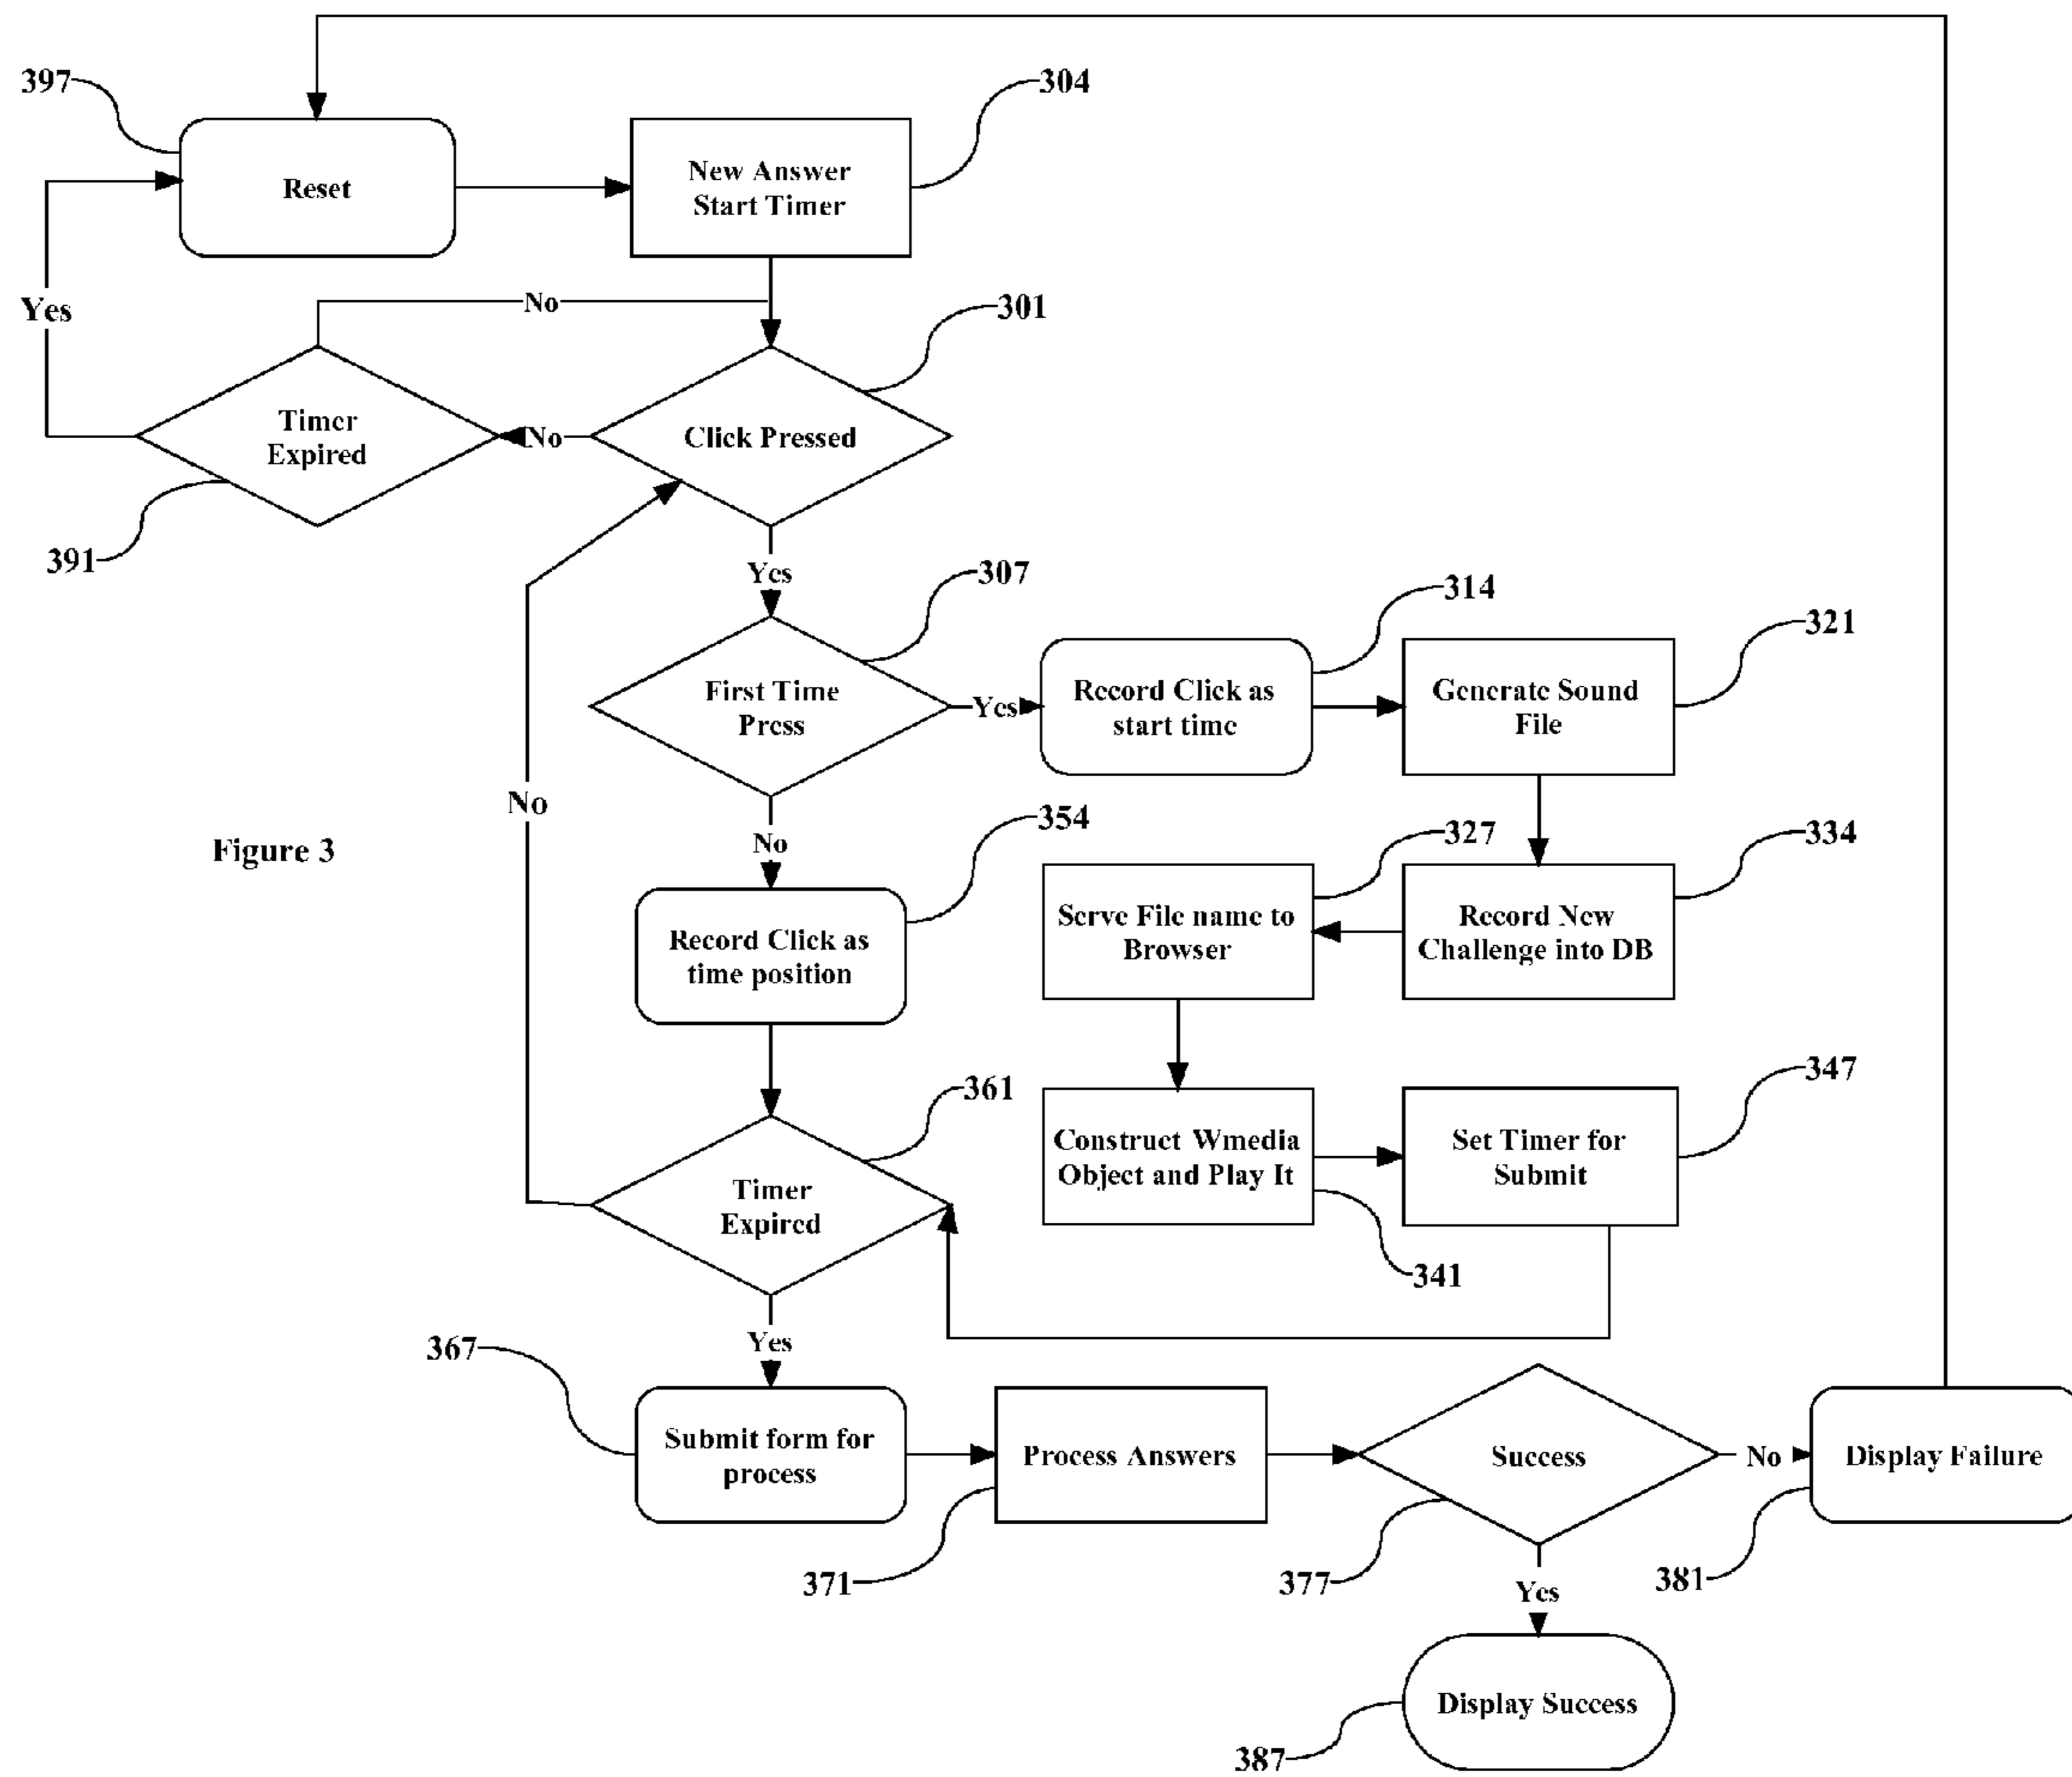 397
304
Reset
New Answer
Start Timer
Yes
No
301
Timer
Expired
No
Click Pressed
391
Yes
307
314
321
First Time
Press
Yes
Record Click as
start time
Generate Sound
File
No
Figure 3
No
354
327
334
Record Click as
time position
Serve File name to
Browser
Record New
Challenge into DB
361
347
Timer
Expired
Construct Wmedia
Object and Play It
Set Timer for
Submit
341
Yes
367
Submit form for
process
Process Answers
Success
No
Display Failure
371
377
381
Yes
Display Success
387